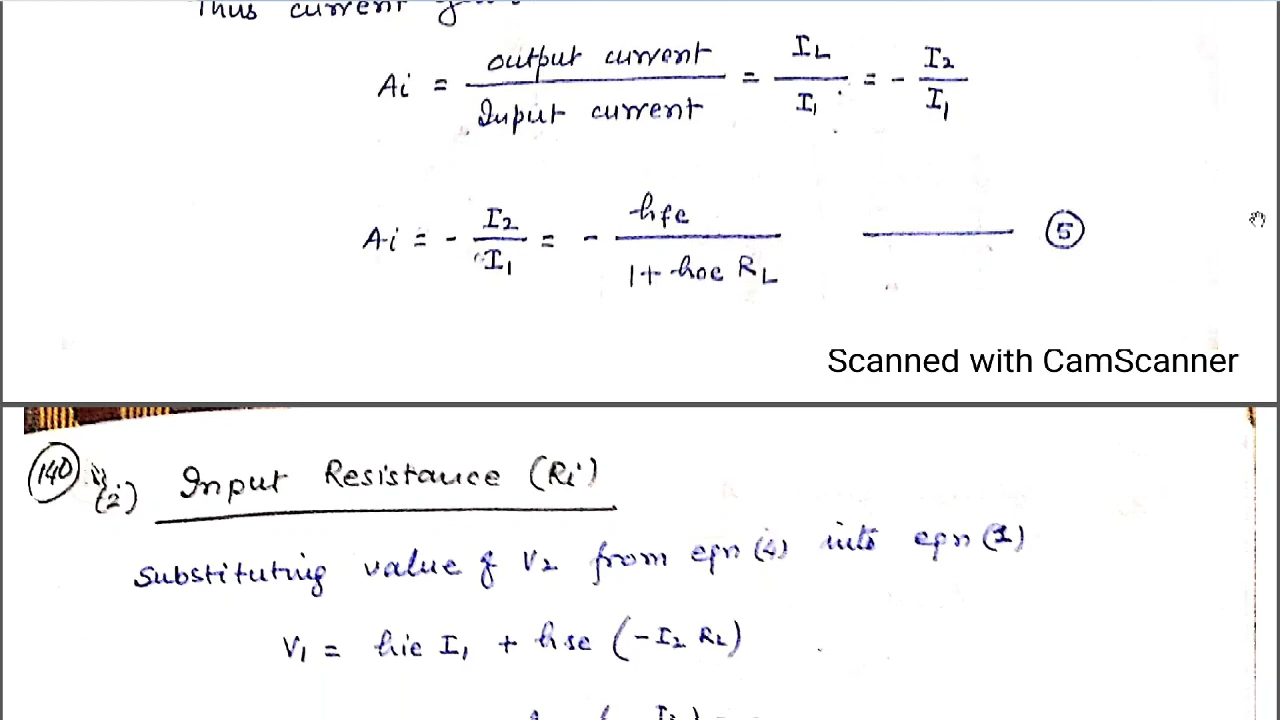 Thus current
Ai = output current / Input current = IL / I1 = - I2 / I1
Ai = - I2 / I1 = - hfe / 1 + hoe RL ——— (5)
Scanned with CamScanner
(140) (2) Input Resistance (Ri)
Substituting value of V2 from eqn (4) into eqn (1)
V1 = hie I1 + hre (-I2 RL)